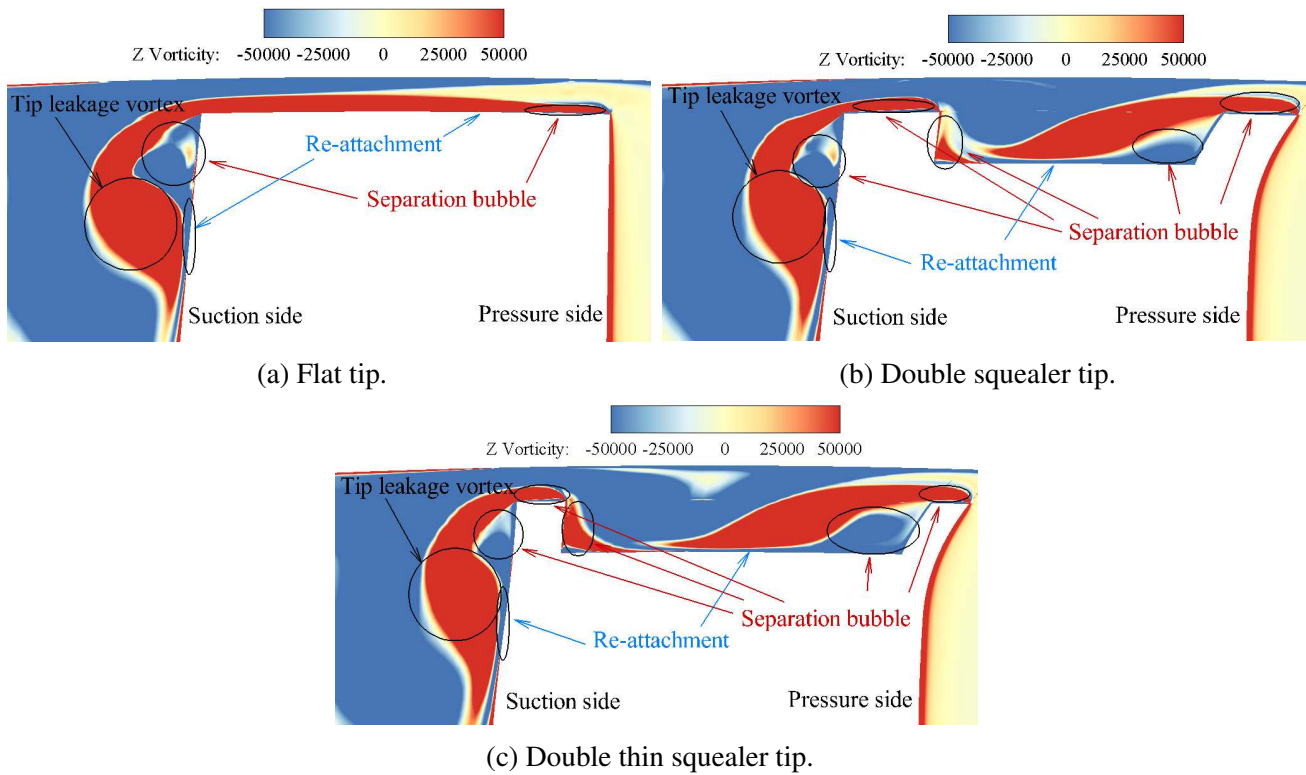 Z Vorticity: -50000 -25000 0 25000 50000
Tip leakage vortex
Re-attachment
Separation bubble
Suction side
Pressure side
(a) Flat tip.
Z Vorticity: -50000 -25000 0 25000 50000
Tip leakage vortex
Separation bubble
Re-attachment
Suction side
Pressure side
(b) Double squealer tip.
Z Vorticity: -50000 -25000 0 25000 50000
Tip leakage vortex
Separation bubble
Re-attachment
Suction side
Pressure side
(c) Double thin squealer tip.